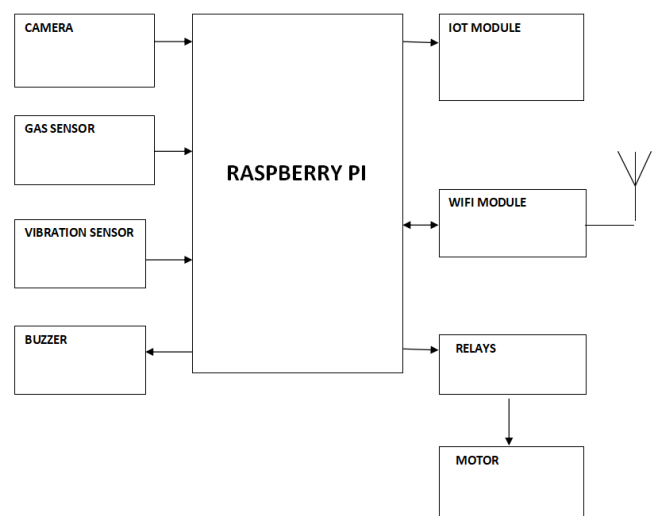 CAMERA
IOT MODULE
GAS SENSOR
RASPBERRY PI
WIFI MODULE
VIBRATION SENSOR
BUZZER
RELAYS
MOTOR